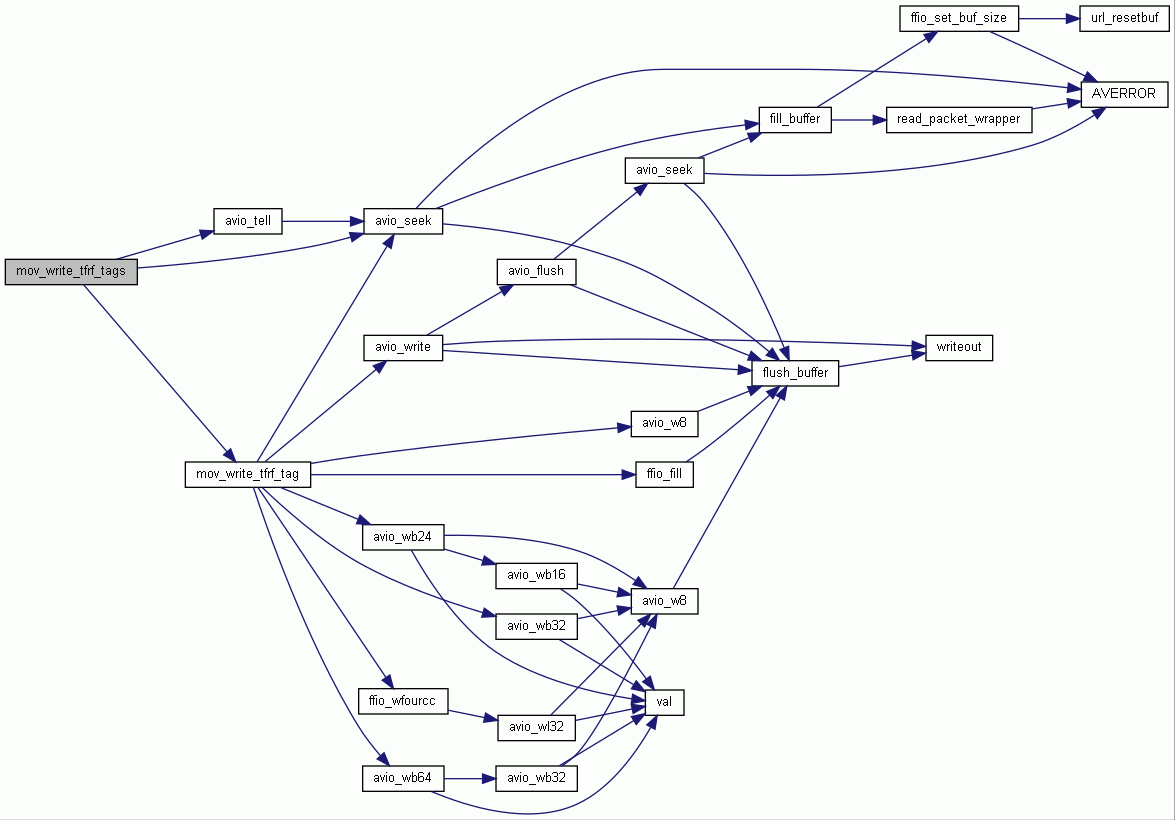 ffio_set_buf_size
url_resetbuf
AVERROR
fill_buffer
read_packet_wrapper
avio_seek
avio_tell
avio_seek
mov_write_tfrf_tags
avio_flush
avio_write
writeout
flush_buffer
avio_w8
mov_write_tfrf_tag
ffio_fill
avio_wb24
avio_wb16
avio_w8
avio_wb32
ffio_wfourcc
val
avio_wl32
avio_wb64
avio_wb32